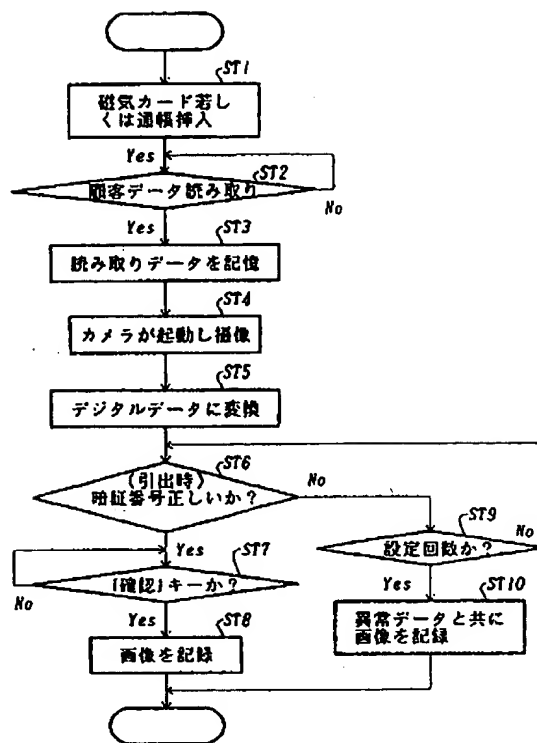 ST1
磁気カード若し
くは通帳挿入
Yes
ST2
顧客データ読み取り
No
Yes
ST3
読み取りデータを記憶
ST4
カメラが起動し撮像
ST5
デジタルデータに変換
ST6
(引出時)
暗証番号正しいか?
No
ST9
No
設定回数か?
Yes
ST7
「確認」キーか?
No
Yes
ST10
異常データと共に
画像を記録
Yes
ST8
画像を記録